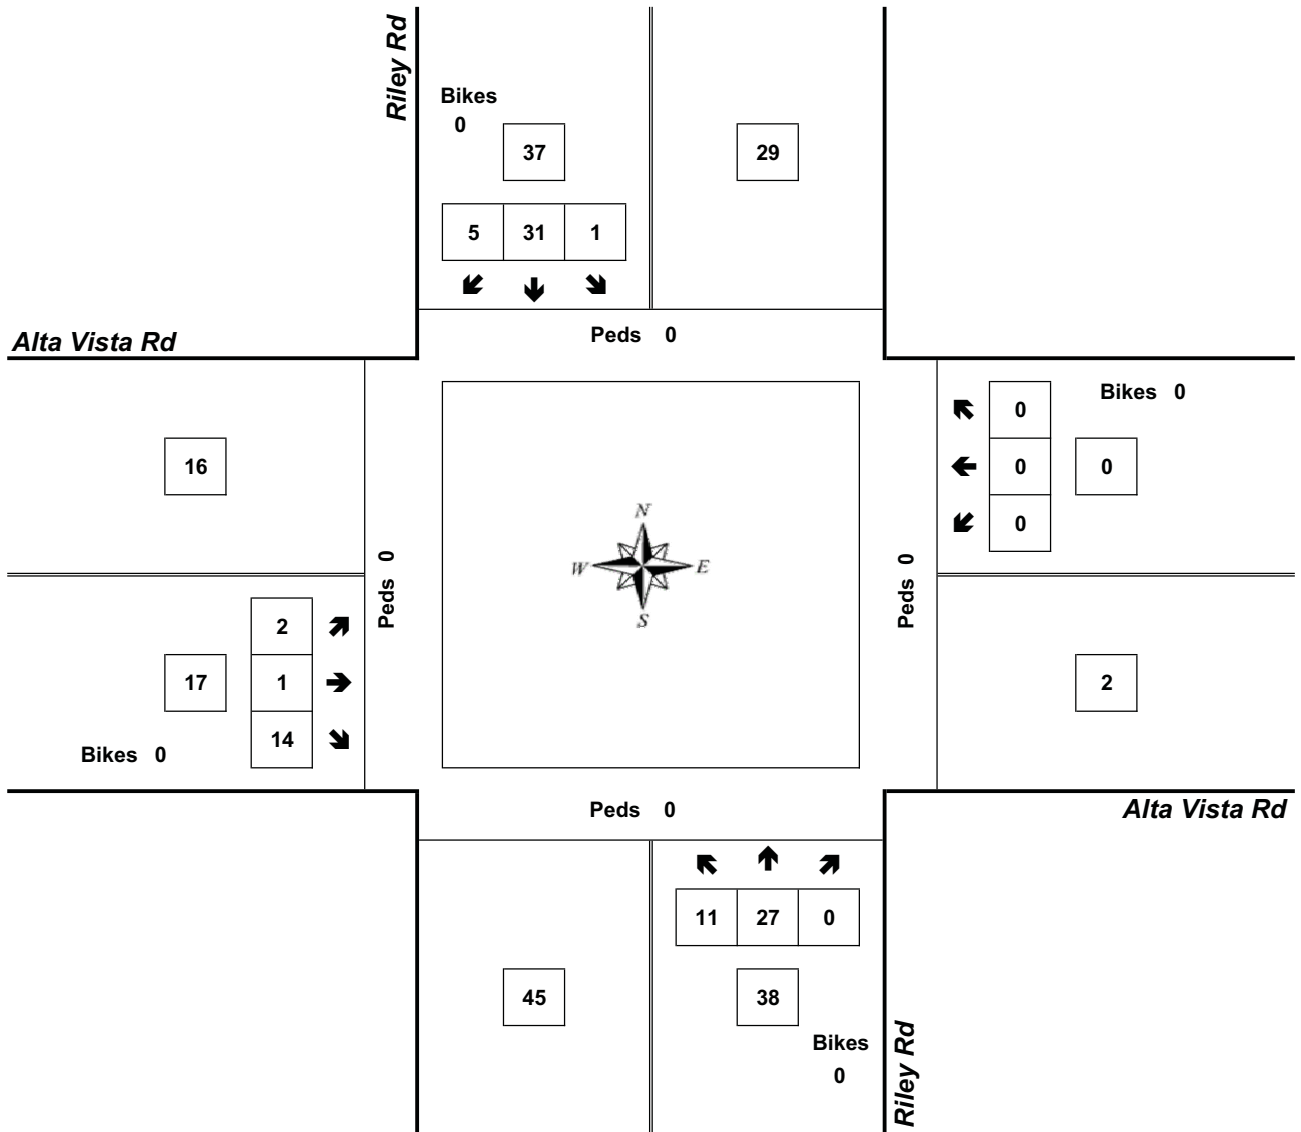 Riley Rd
Bikes
0
37
29
5 31 1
Peds 0
Alta Vista Rd
Bikes 0
0
0
0
0
16
N
W E
S
Peds 0
Peds 0
2
17
1
14
Bikes 0
2
Peds 0
Alta Vista Rd
11 27 0
45
38
Bikes
0
Riley Rd